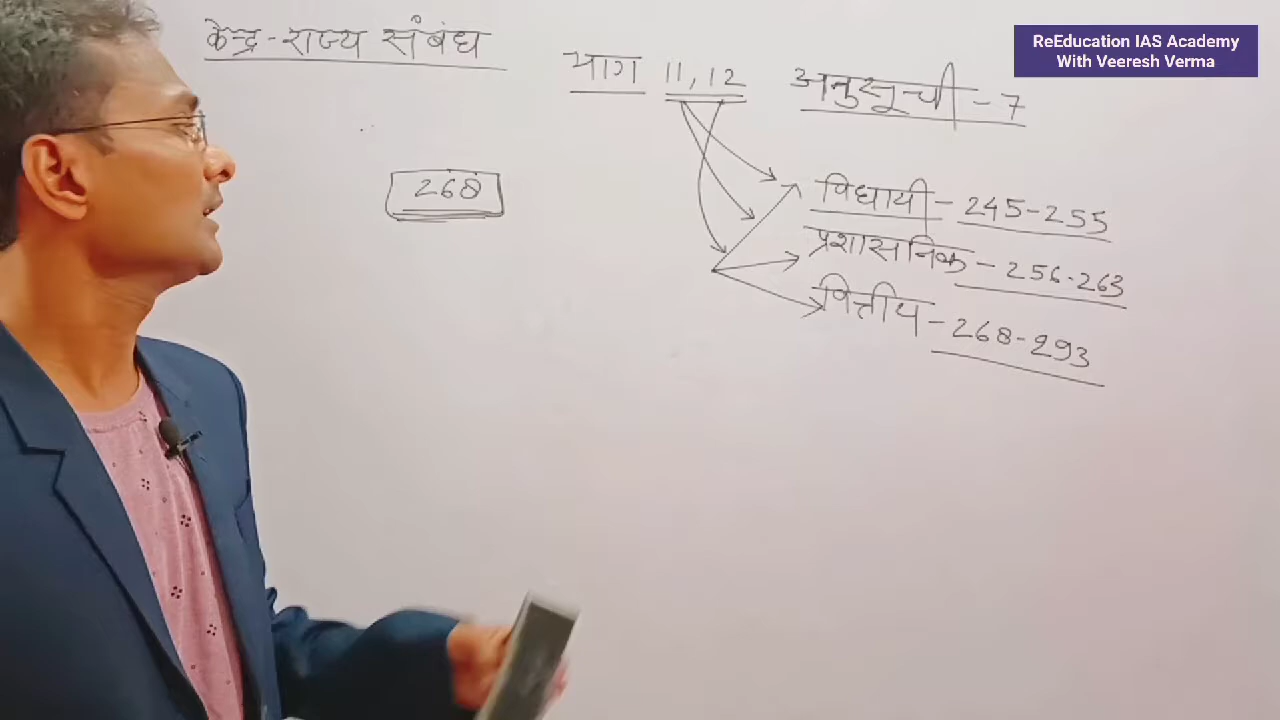 केन्द्र-राज्य संबंध
भाग 11,12 अनुसूची-7
ReEducation IAS Academy
With Veeresh Verma
268
विधायी-245-255
प्रशासनिक-256-263
वित्तीय-268-293